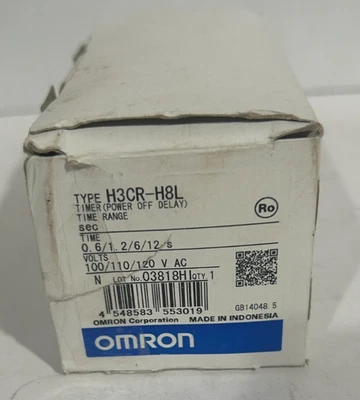 TYPE H3CR-H8L
TIMER(POWER OFF DELAY)
TIME RANGE
sec
TIME
0.6/1.2/6/12 s
VOLTS
100/110/120 V AC
N LOT No.03818HI QTY.1
4 548583 553019
GB14048.5
OMRON Corporation MADE IN INDONESIA
OMRON
Ro